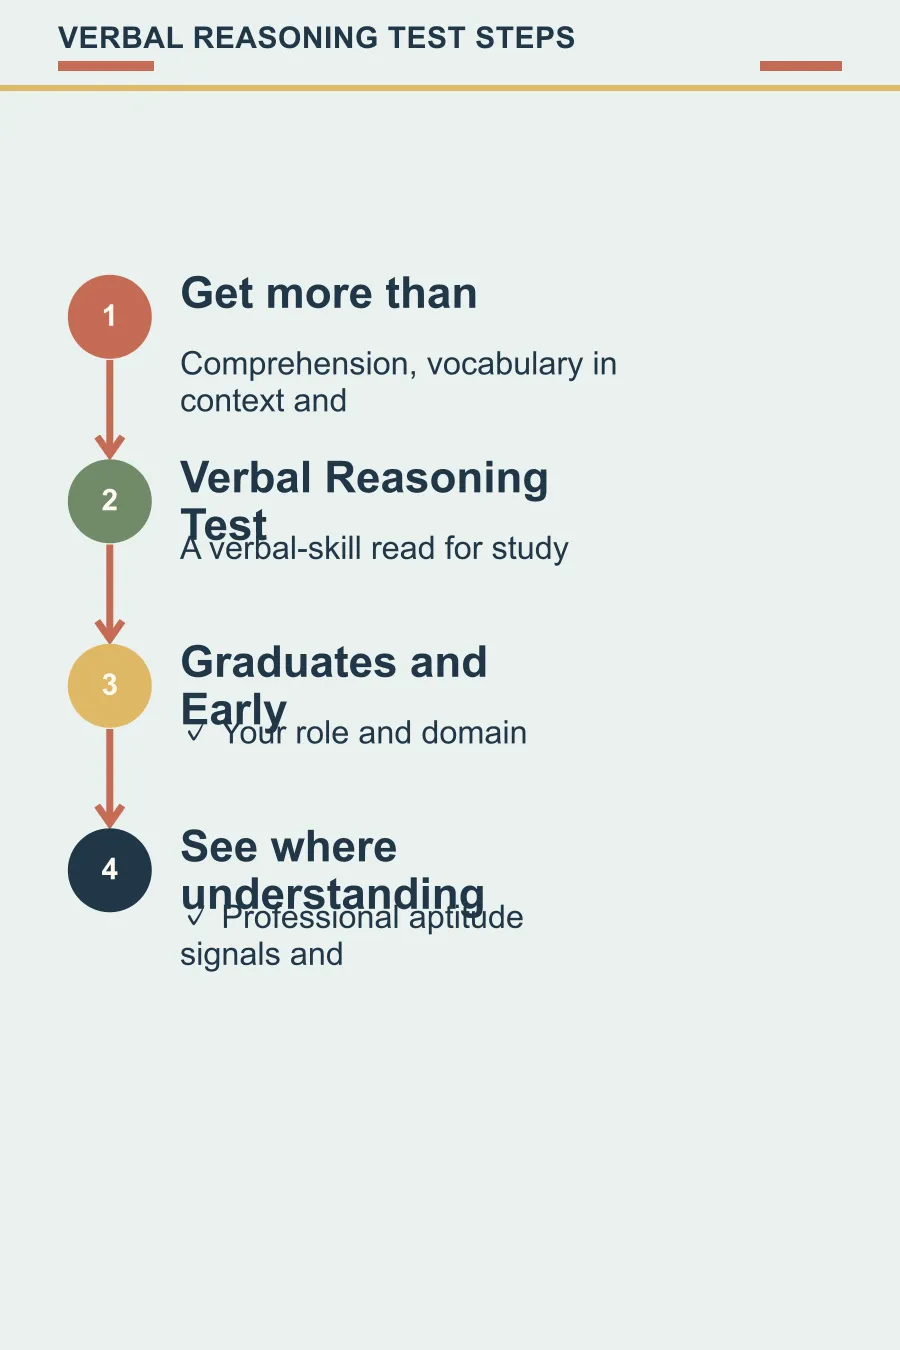 VERBAL REASONING TEST STEPS
1
Get more than
Comprehension, vocabulary in
context and
2
Verbal Reasoning
Test
A verbal-skill read for study
3
Graduates and
Early
✓ Your role and domain
4
See where
understanding
✓ Professional aptitude
signals and